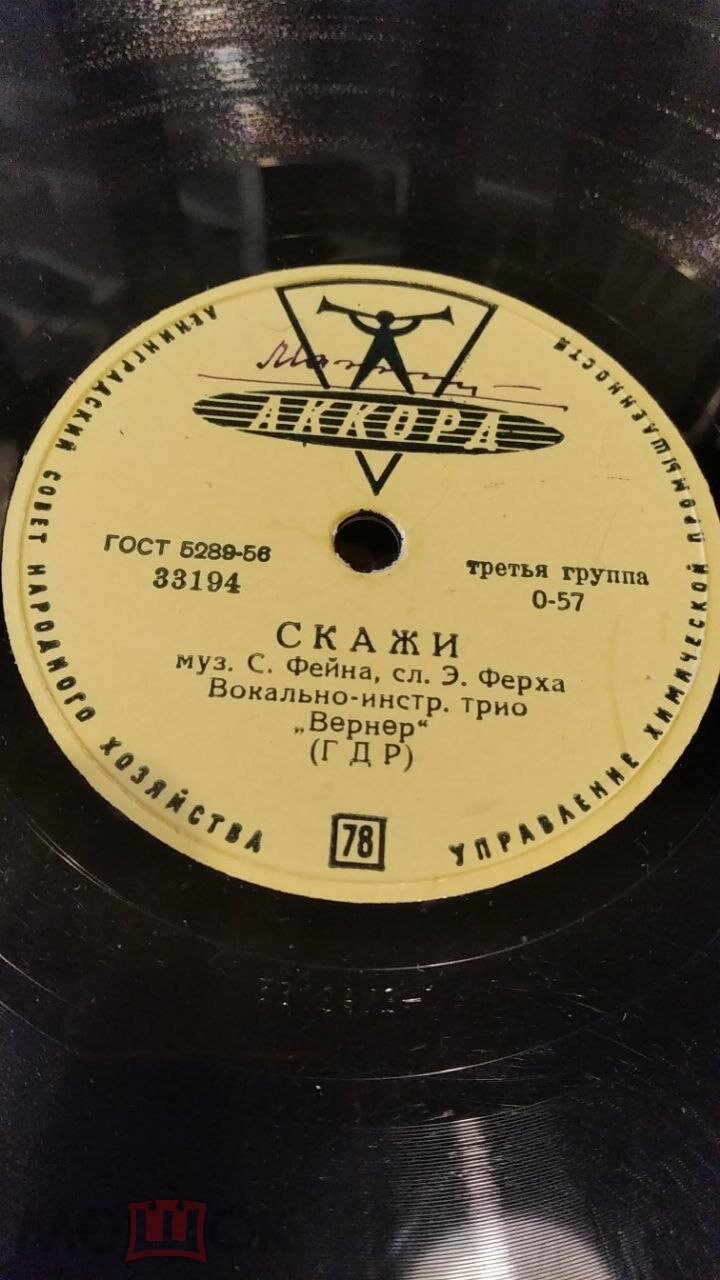 ЛЕНИНГРАДСКИЙ СОВЕТ НАРОДНОГО ХОЗЯЙСТВА
УПРАВЛЕНИЕ ХИМИЧЕСКОЙ ПРОМЫШЛЕННОСТИ
АККОРД
ГОСТ 5289-56
33194
третья группа
0-57
СКАЖИ
муз. С. Фейна, сл. Э. Ферха
Вокально-инстр. трио
„Вернер“
(ГДР)
78
мешок